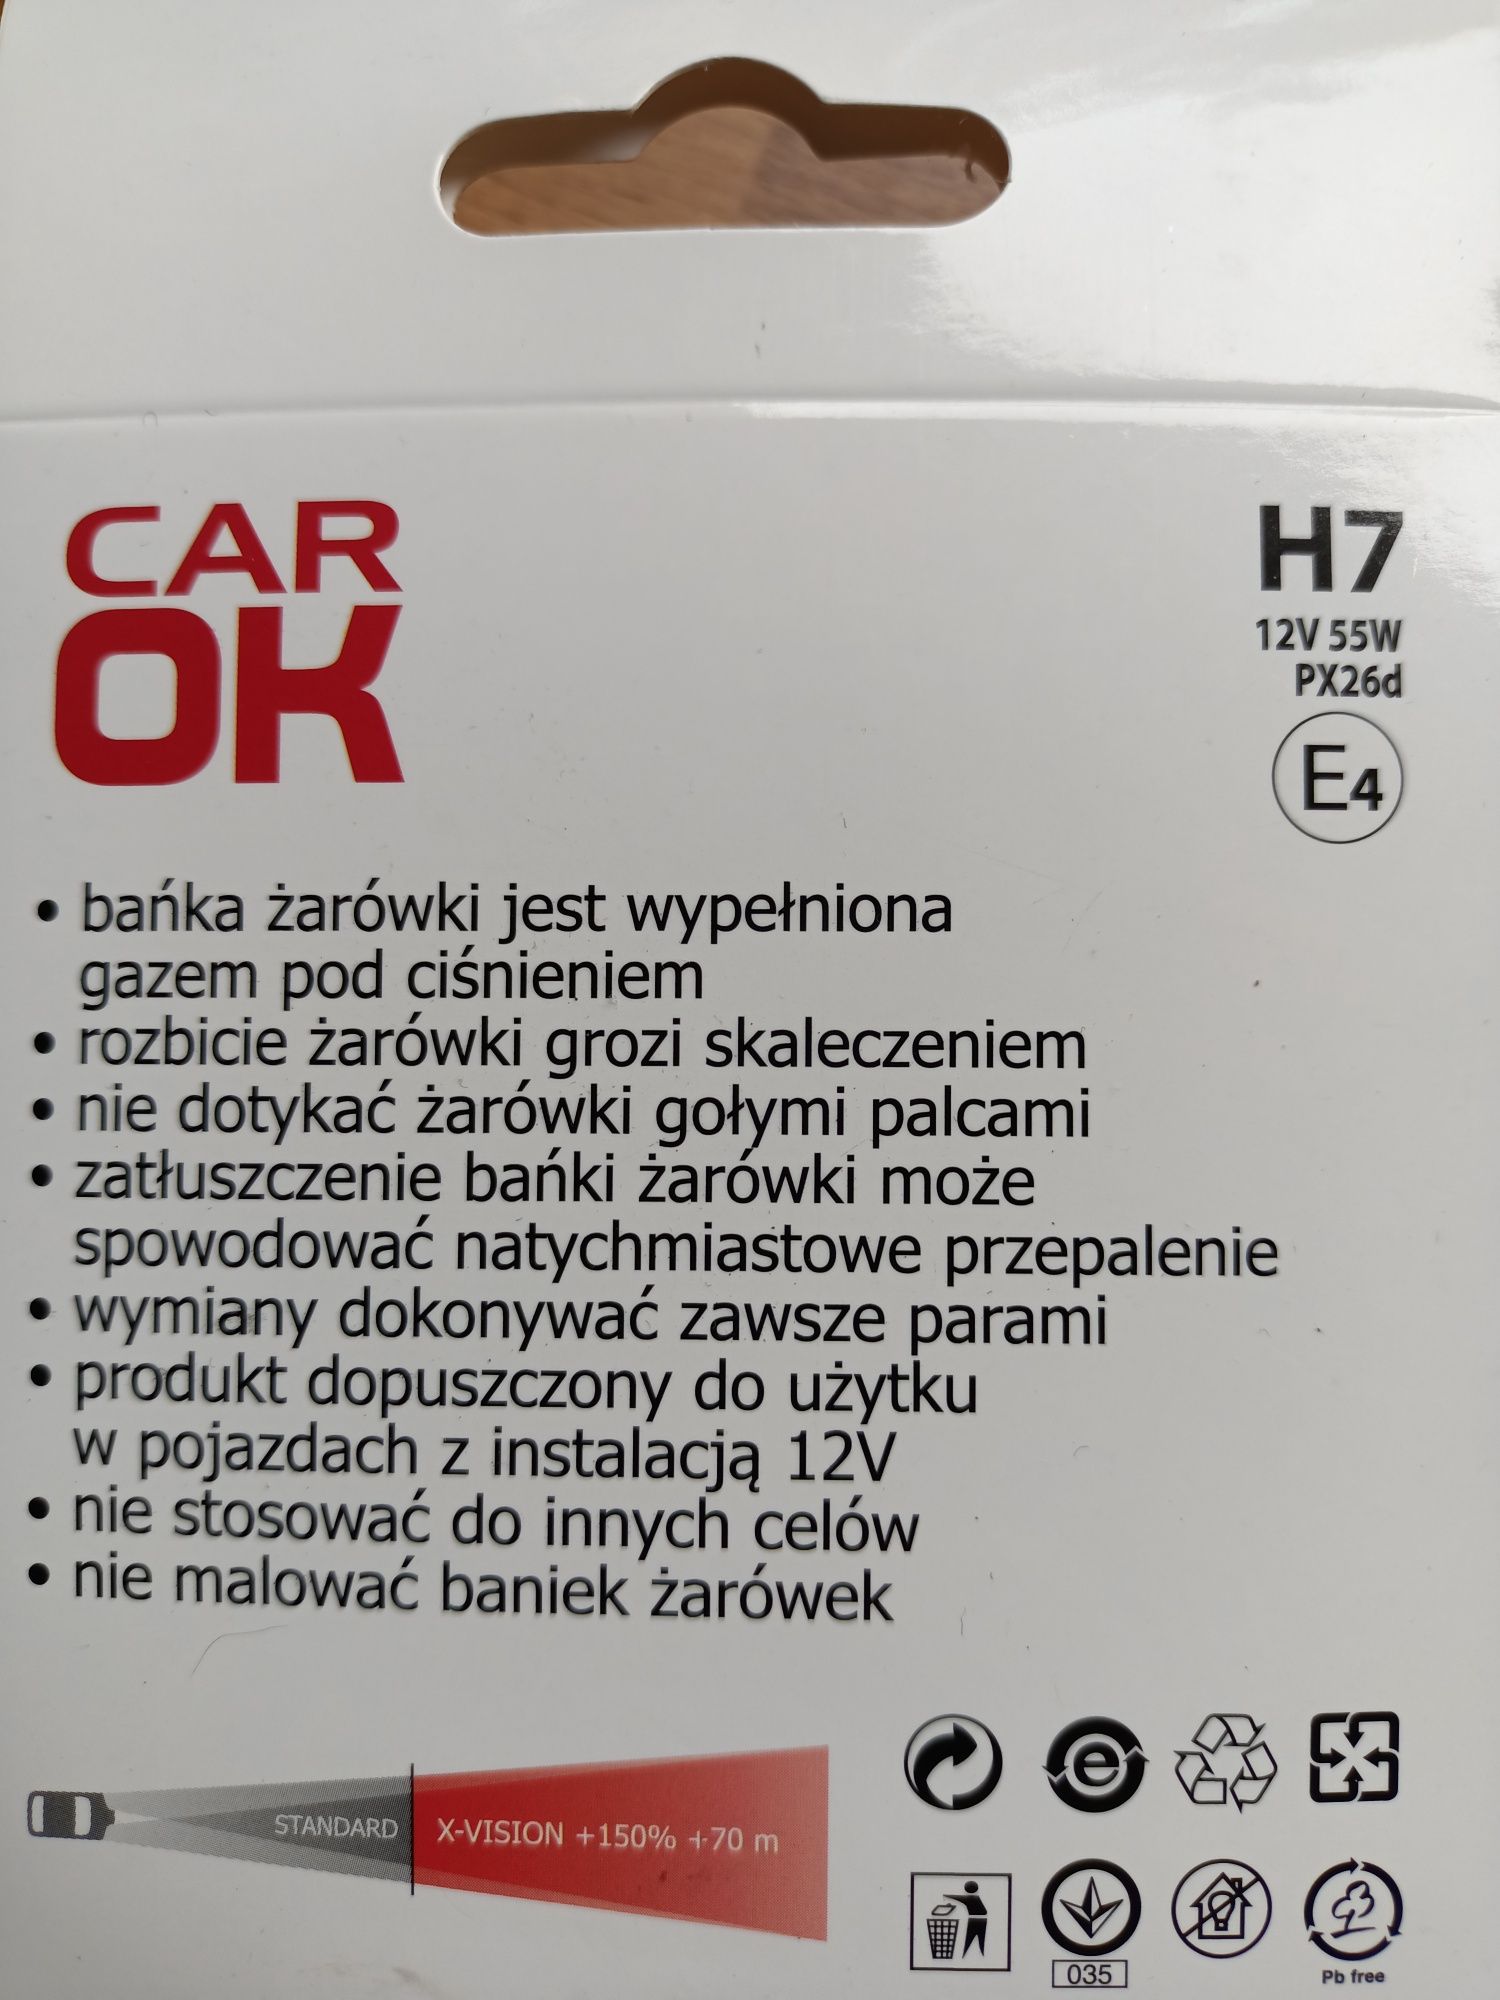 CAR
OK
H7
12V 55W
PX26d
E4
• bańka żarówki jest wypełniona
gazem pod ciśnieniem
• rozbicie żarówki grozi skaleczeniem
• nie dotykać żarówki gołymi palcami
• zatłuszczenie bańki żarówki może
spowodować natychmiastowe przepalenie
• wymiany dokonywać zawsze parami
• produkt dopuszczony do użytku
w pojazdach z instalacją 12V
• nie stosować do innych celów
• nie malować baniek żarówek
STANDARD X-VISION +150% +70 m
e
035
Pb free